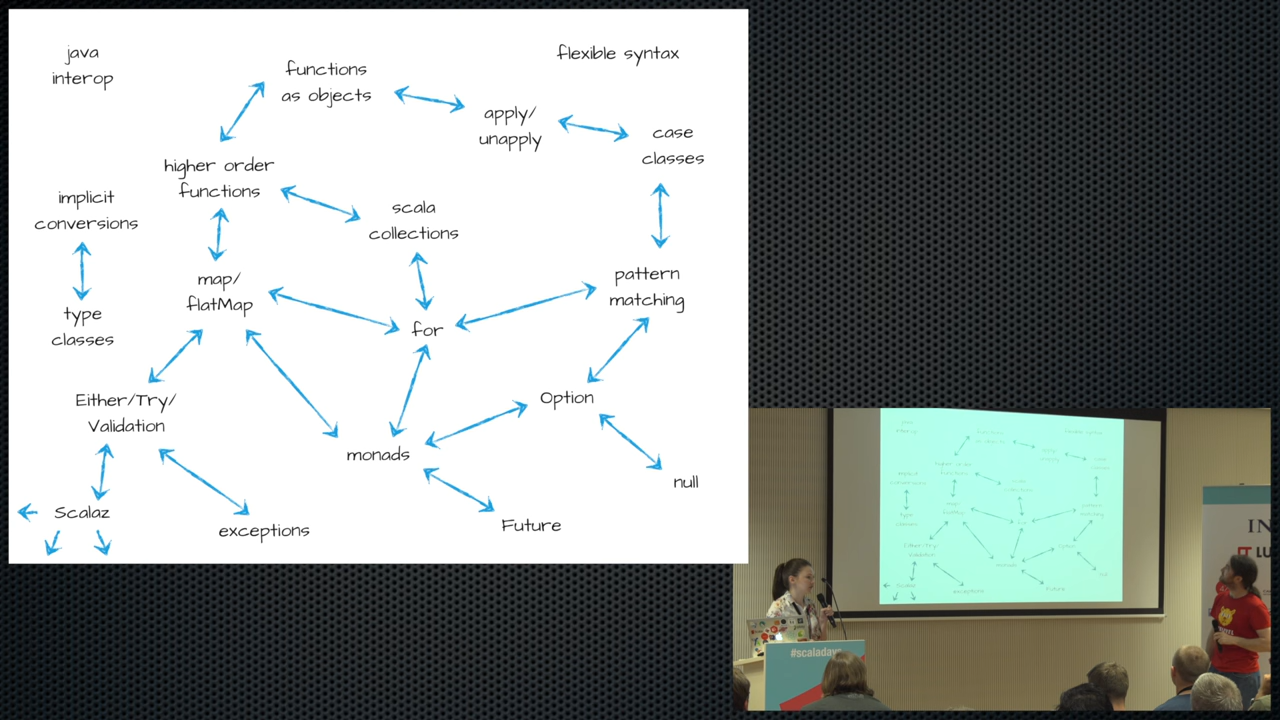 java
interop
functions
as objects
flexible syntax
apply/
unapply
case
classes
higher order
functions
implicit
conversions
scala
collections
map/
flatMap
pattern
matching
type
classes
for
Either/Try/
Validation
Option
monads
null
Scalaz
exceptions
Future
#scaladays